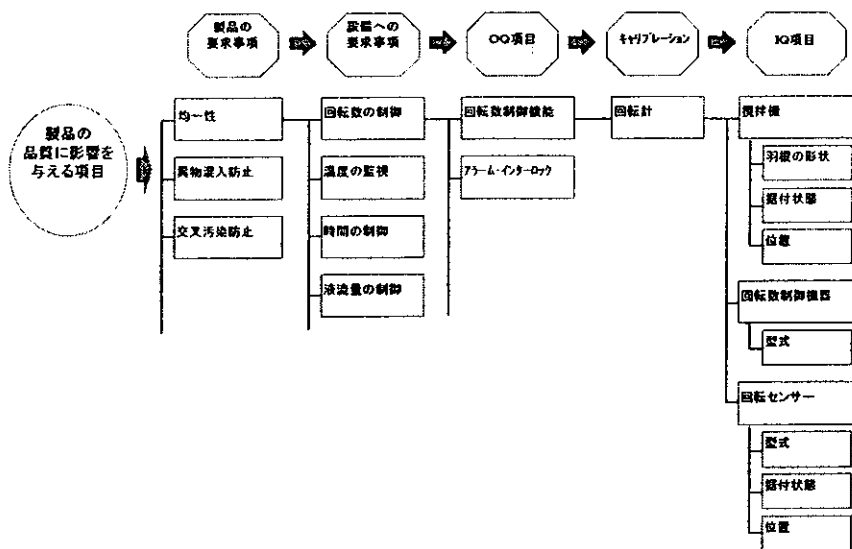 製品の
要求事項
設備への
要求事項
OQ項目
キャリブレーション
IQ項目
製品の
品質に影響を
与える項目
均一性
異物混入防止
交叉汚染防止
回転数の制御
温度の監視
時間の制御
液流量の制御
回転数制御機能
アラーム・インターロック
回転計
攪拌機
羽根の形状
据付状態
位置
回転数制御機器
型式
回転センサー
型式
据付状態
位置